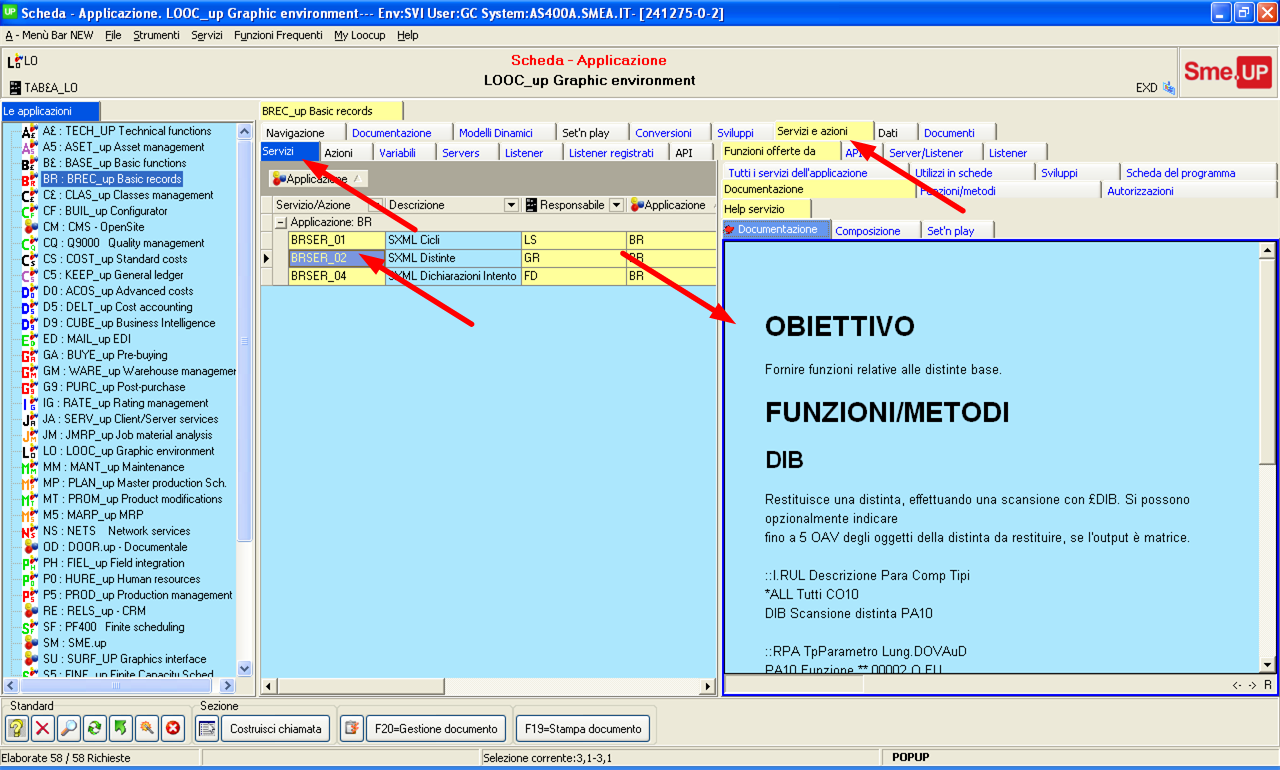 Scheda - Applicazione. LOOC_up Graphic environment--- Env:SVI User:GC System:AS400A.SMEA.IT- [241275-0-2]
A - Menù Bar NEW File Strumenti Servizi Funzioni Frequenti My Loocup Help
LO
Scheda - Applicazione
LOOC_up Graphic environment
TABEA_LO
EXD
Sme.UP
Le applicazioni
A£ : TECH_UP Technical functions
A5 : ASET_up Asset management
B£ : BASE_up Basic functions
BR : BREC_up Basic records
C£ : CLAS_up Classes management
CF : BUIL_up Configurator
CM : CMS - OpenSite
CQ : Q9000 Quality management
CS : COST_up Standard costs
C5 : KEEP_up General ledger
D0 : ACOS_up Advanced costs
D5 : DELT_up Cost accounting
D9 : CUBE_up Business Intelligence
ED : MAIL_up EDI
GA : BUYE_up Pre-buying
GM : WARE_up Warehouse managemer
G9 : PURC_up Post-purchase
IG : RATE_up Rating management
JA : SERV_up Client/Server services
JM : JMRP_up Job material analysis
LO : LOOC_up Graphic environment
MM : MANT_up Maintenance
MP : PLAN_up Master production Sch.
MT : PROM_up Product modifications
M5 : MARP_up MRP
NS : NETS Network services
OD : DOOR.up - Documentale
PH : FIEL_up Field integration
P0 : HURE_up Human resources
P5 : PROD_up Production management
RE : RELS_up - CRM
SF : PF400 Finite scheduling
SM : SME.up
SU : SURF_UP Graphics interface
S5 : FINE_up Finite Capacity Sched
BREC_up Basic records
Navigazione Documentazione Modelli Dinamici Set'n play Conversioni Sviluppi Servizi e azioni Dati Documenti
Servizi Azioni Variabili Servers Listener Listener registrati API
Applicazione
Servizio/Azione Descrizione Responsabile Applicazione
Applicazione: BR
BRSER_01 SXML Cicli LS BR
BRSER_02 SXML Distinte GR BR
BRSER_04 SXML Dichiarazioni Intento FD BR
Funzioni offerte da API Server/Listener Listener
Tutti i servizi dell'applicazione Utilizzi in schede Sviluppi Scheda del programma
Documentazione Funzioni/metodi Autorizzazioni
Help servizio
Documentazione Composizione Set'n play
OBIETTIVO
Fornire funzioni relative alle distinte base.
FUNZIONI/METODI
DIB
Restituisce una distinta, effettuando una scansione con £DIB. Si possono
opzionalmente indicare
fino a 5 OAV degli oggetti della distinta da restituire, se l'output è matrice.
::I.RUL Descrizione Para Comp Tipi
*ALL Tutti CO10
DIB Scansione distinta PA10
::RPA TpParametro Lung.DOVAuD
PA10 Funzione ** 00002 O FU
<- -> R
Standard
Sezione
Costruisci chiamata
F20=Gestione documento
F19=Stampa documento
Elaborate 58 / 58 Richieste
Selezione corrente:3,1-3,1
POPUP